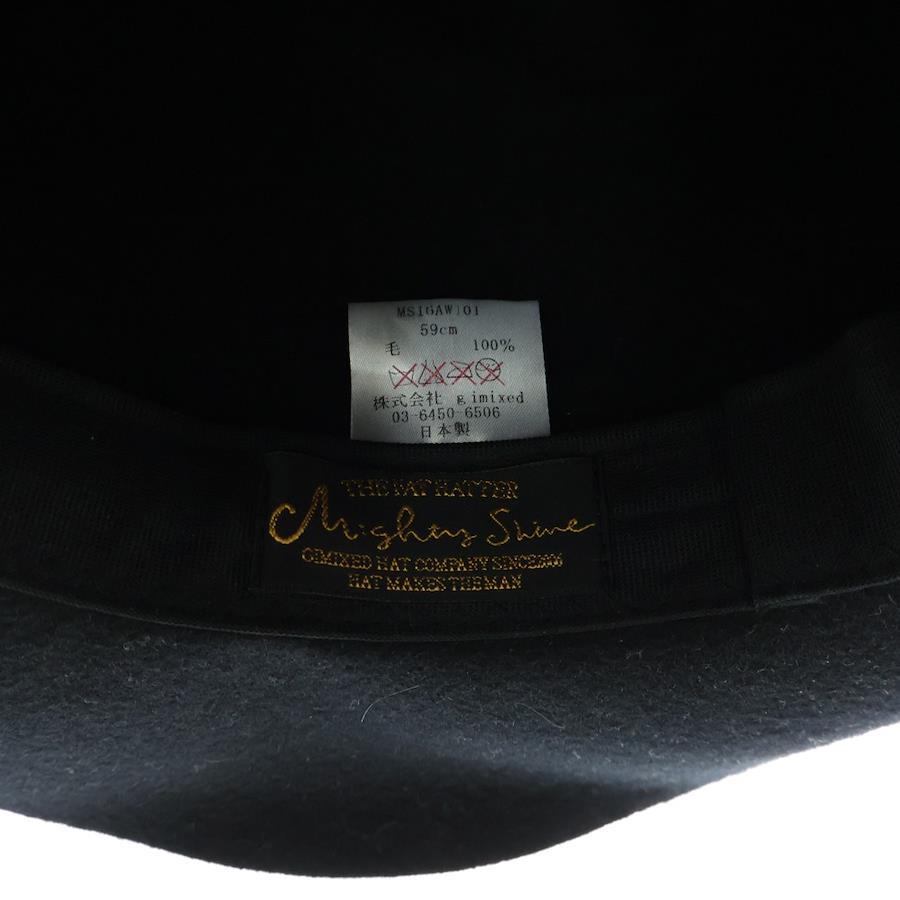 MS16AW101
59cm
毛 100%
株式会社 gimixed
03-6450-6506
日本製
THE HAT HATTER
Mighty Shine
GIMIXED HAT COMPANY SINCE2006
HAT MAKES THE MAN